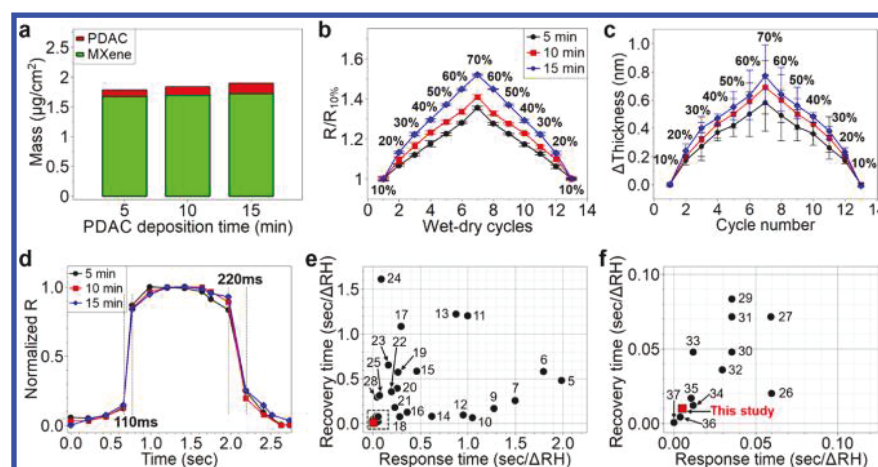 a
PDAC
MXene
Mass (µg/cm²)
2.5
2
1.5
1
0.5
0
5 10 15
PDAC deposition time (min)
b
5 min
10 min
15 min
R/R10%
1.6
1.4
1.2
1
70%
60% 60%
50% 50%
40% 40%
30% 30%
20% 20%
10% 10%
0 2 4 6 8 10 12 14
Wet-dry cycles
c
ΔThickness (nm)
1.0
0.8
0.6
0.4
0.2
0.0
70%
60% 60%
50% 50%
40% 40%
30% 30%
20% 20%
10% 10%
0 2 4 6 8 10 12 14
Cycle number
d
5 min
10 min
15 min
220ms
110ms
Normalized R
1.0
0.5
0.0
0.0 0.5 1.0 1.5 2.0 2.5
Time (sec)
e
Recovery time (sec/ΔRH)
1.5
1.0
0.5
0.0
24
17 13 11
23 22 19
25 15 6
28 20 5
21 16 9 7
18 14 12 10
0.0 0.5 1.0 1.5 2.0
Response time (sec/ΔRH)
f
Recovery time (sec/ΔRH)
0.10
0.05
0.00
29
31 27
33 30
32
35 34 26
37 This study
36
0.00 0.05 0.10
Response time (sec/ΔRH)